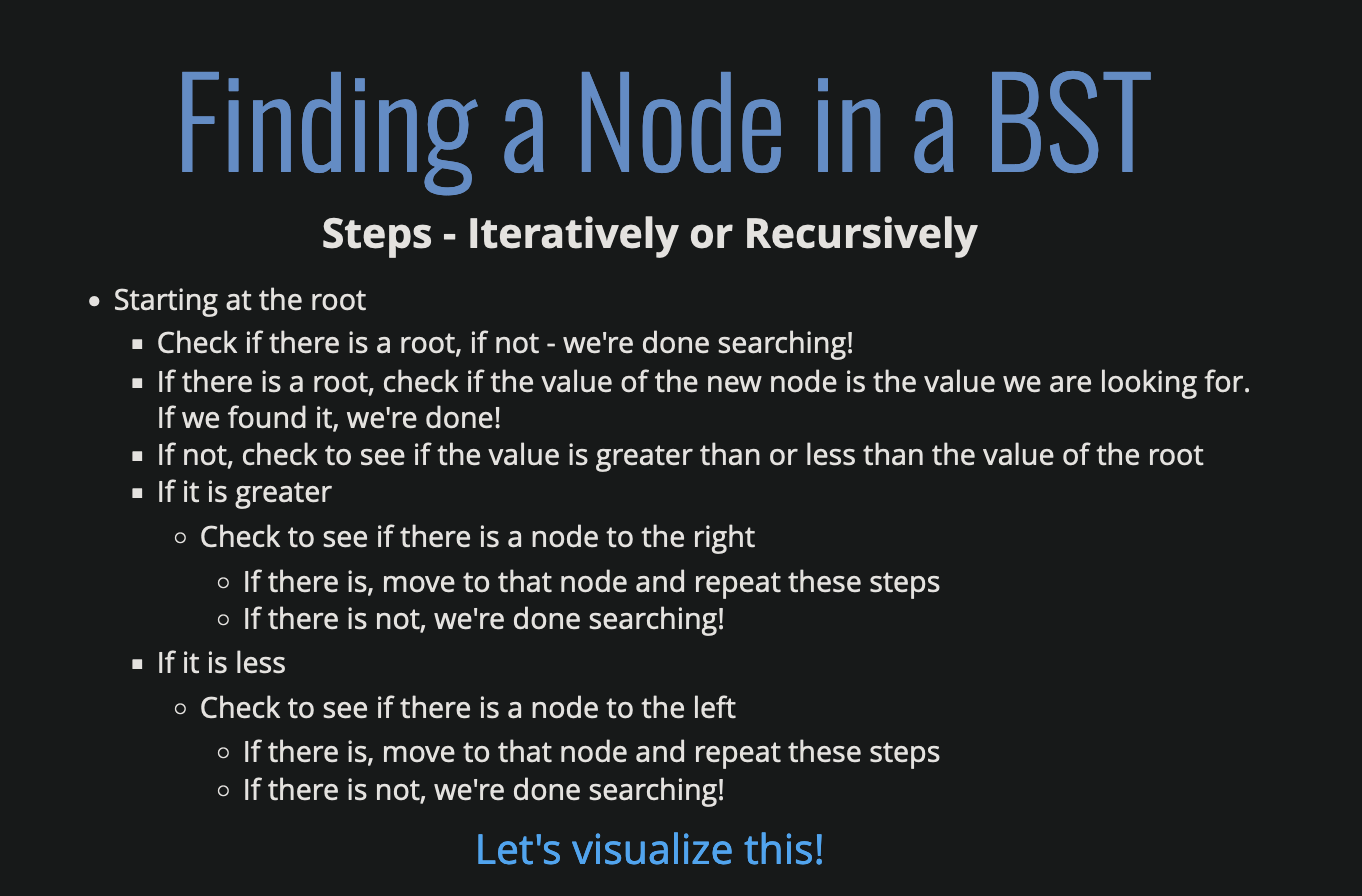 Finding a Node in a BST
Steps - Iteratively or Recursively
Starting at the root
Check if there is a root, if not - we're done searching!
If there is a root, check if the value of the new node is the value we are looking for.
If we found it, we're done!
If not, check to see if the value is greater than or less than the value of the root
If it is greater
Check to see if there is a node to the right
If there is, move to that node and repeat these steps
If there is not, we're done searching!
If it is less
Check to see if there is a node to the left
If there is, move to that node and repeat these steps
If there is not, we're done searching!
Let's visualize this!